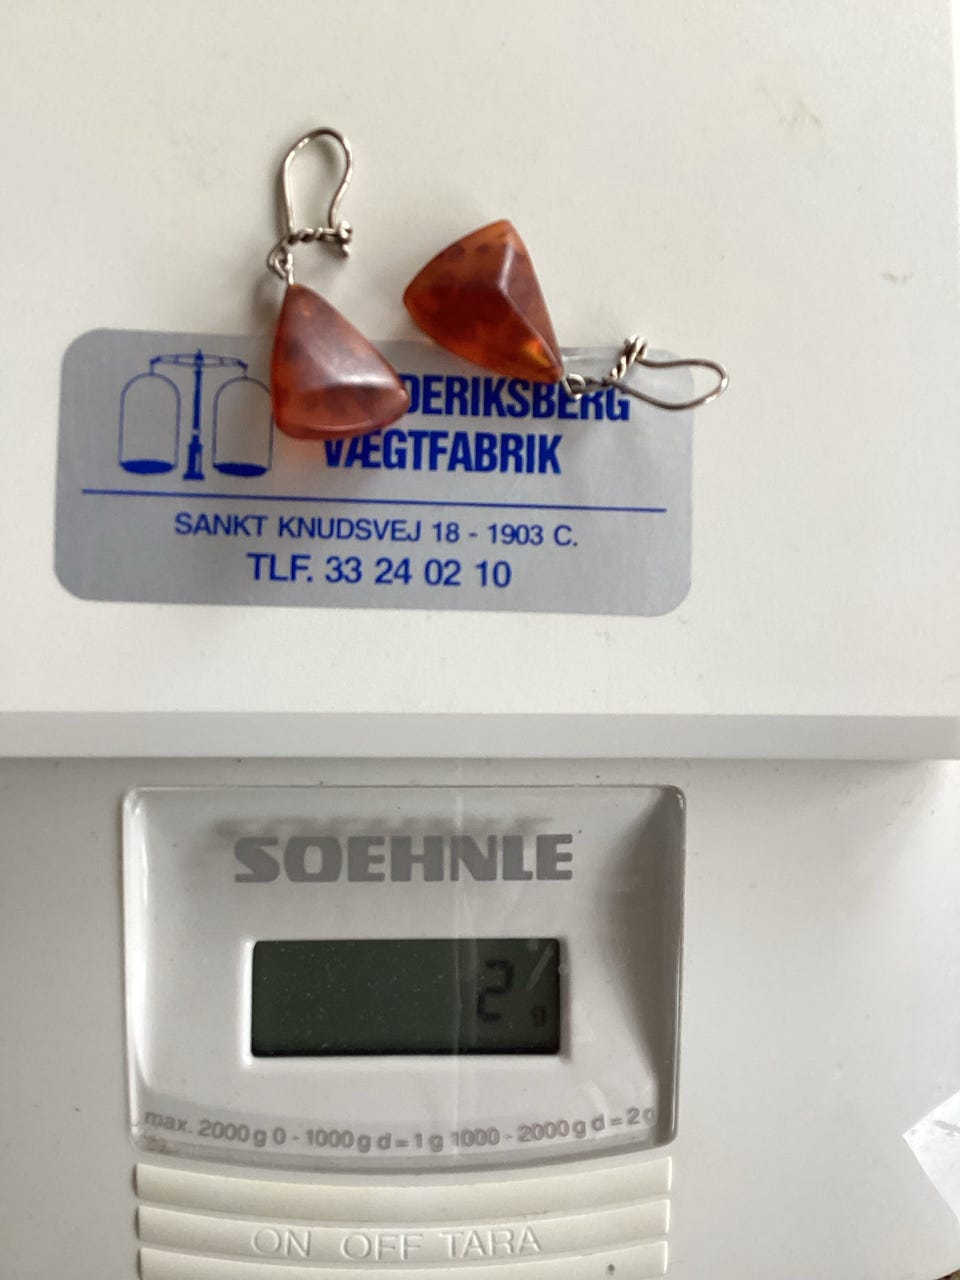 DERIKSBERG
VÆGTFABRIK
SANKT KNUDSVEJ 18 - 1903 C.
TLF. 33 24 02 10
SOEHNLE
2 g
max. 2000 g 0 - 1000 g d = 1 g 1000 - 2000 g d = 2 g
ON OFF TARA